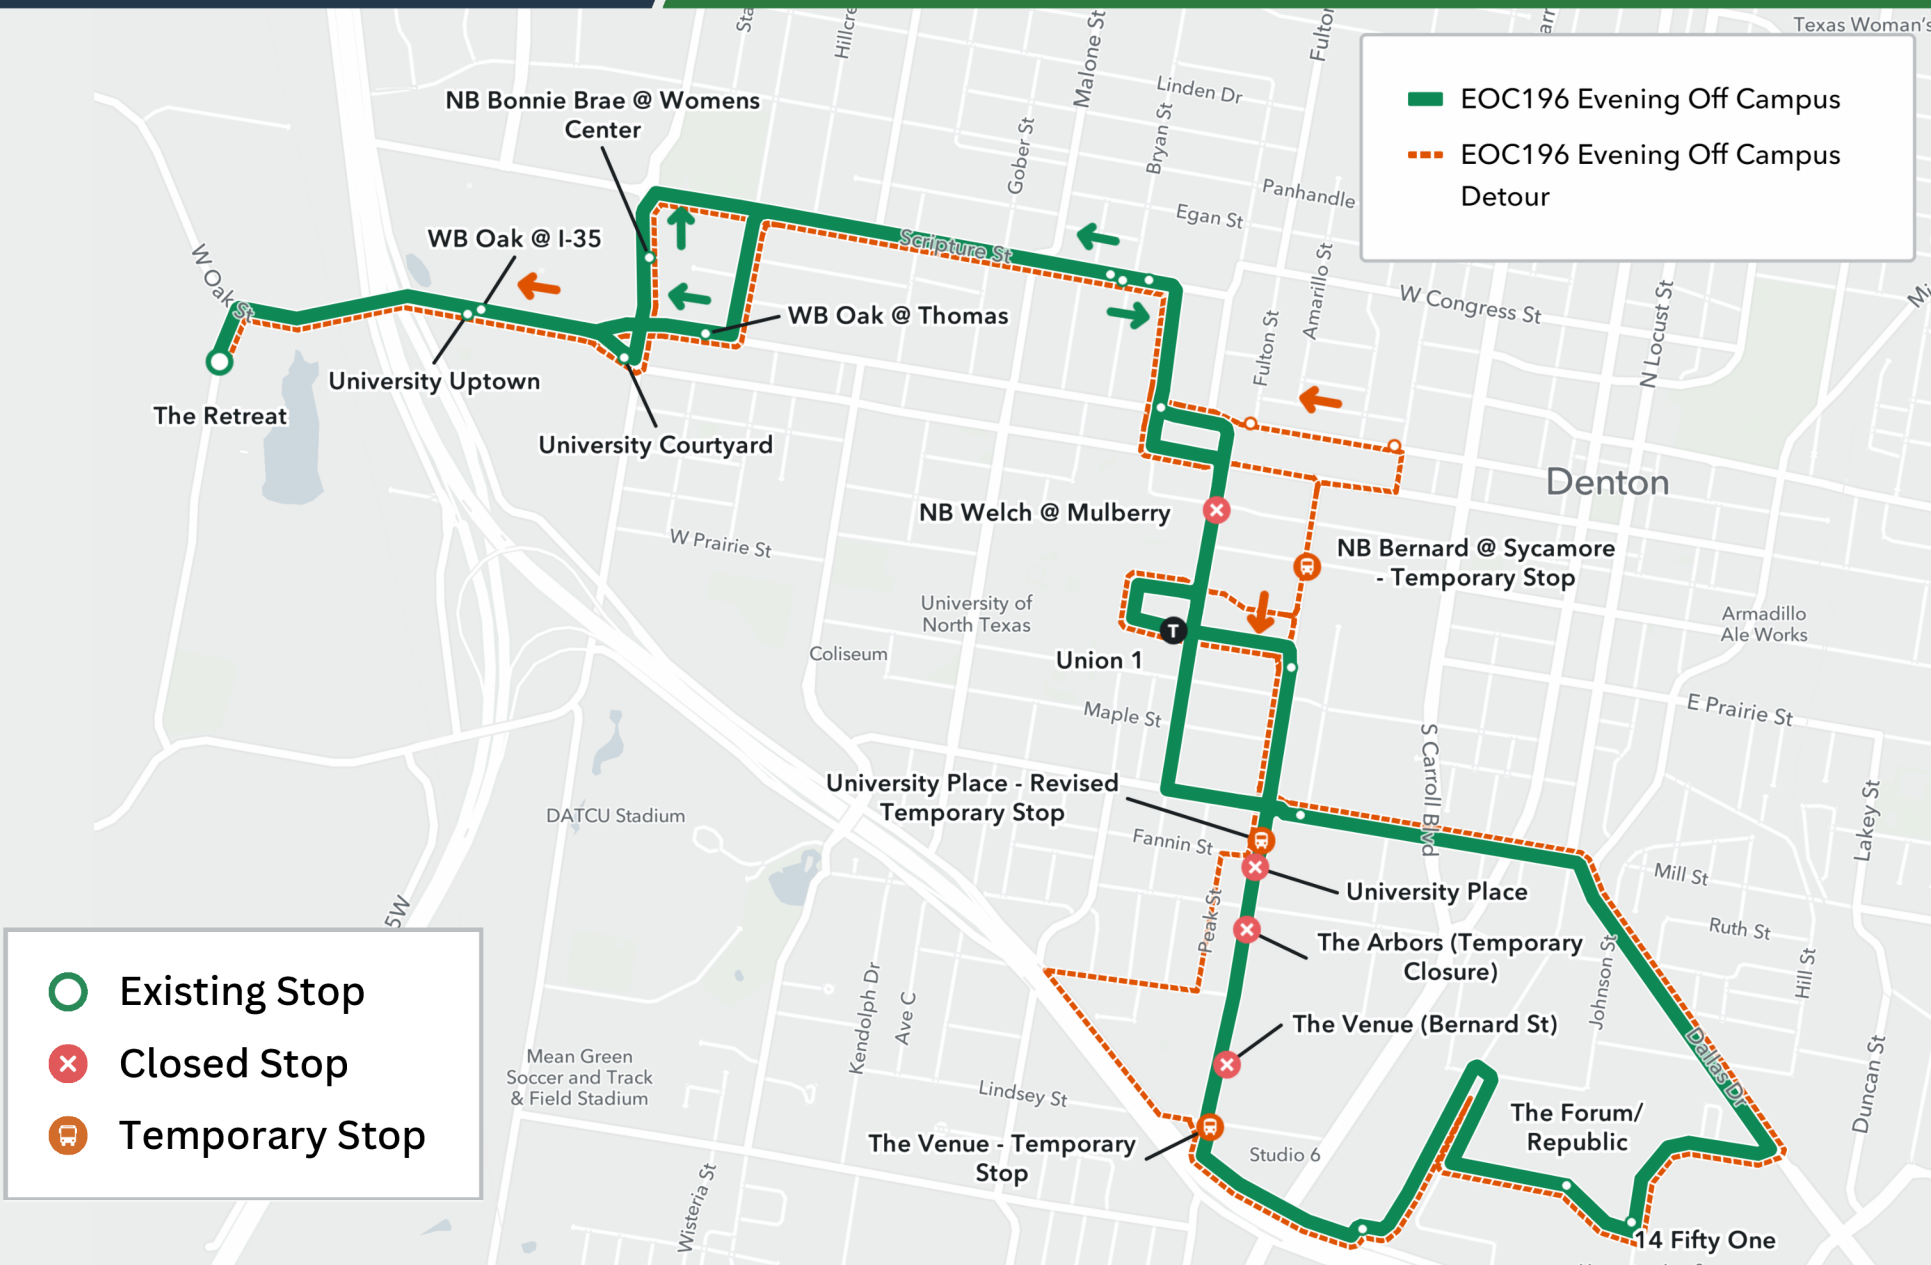 Texas Woman's
Malone St
Linden Dr
Bryan St
Gober St
Panhandle
Egan St
EOC196 Evening Off Campus
EOC196 Evening Off Campus
Detour
NB Bonnie Brae @ Womens
Center
WB Oak @ I-35
W Oak St
Scripture St
WB Oak @ Thomas
University Uptown
The Retreat
University Courtyard
Amarillo St
Fulton St
W Congress St
N Locust St
Denton
NB Welch @ Mulberry
W Prairie St
NB Bernard @ Sycamore
- Temporary Stop
University of
North Texas
Coliseum
T
Union 1
Armadillo
Ale Works
Maple St
E Prairie St
S Carroll Blvd
University Place - Revised
Temporary Stop
DATCU Stadium
Fannin St
Lakey St
Mill St
University Place
Peak St
Ruth St
The Arbors (Temporary
Closure)
Johnson St
Hill St
5W
Existing Stop
Closed Stop
Temporary Stop
Kendolph Dr
Ave C
The Venue (Bernard St)
Mean Green
Soccer and Track
& Field Stadium
Lindsey St
Dallas Dr
Duncan St
The Forum/
Republic
The Venue - Temporary
Stop
Studio 6
Wisteria St
14 Fifty One